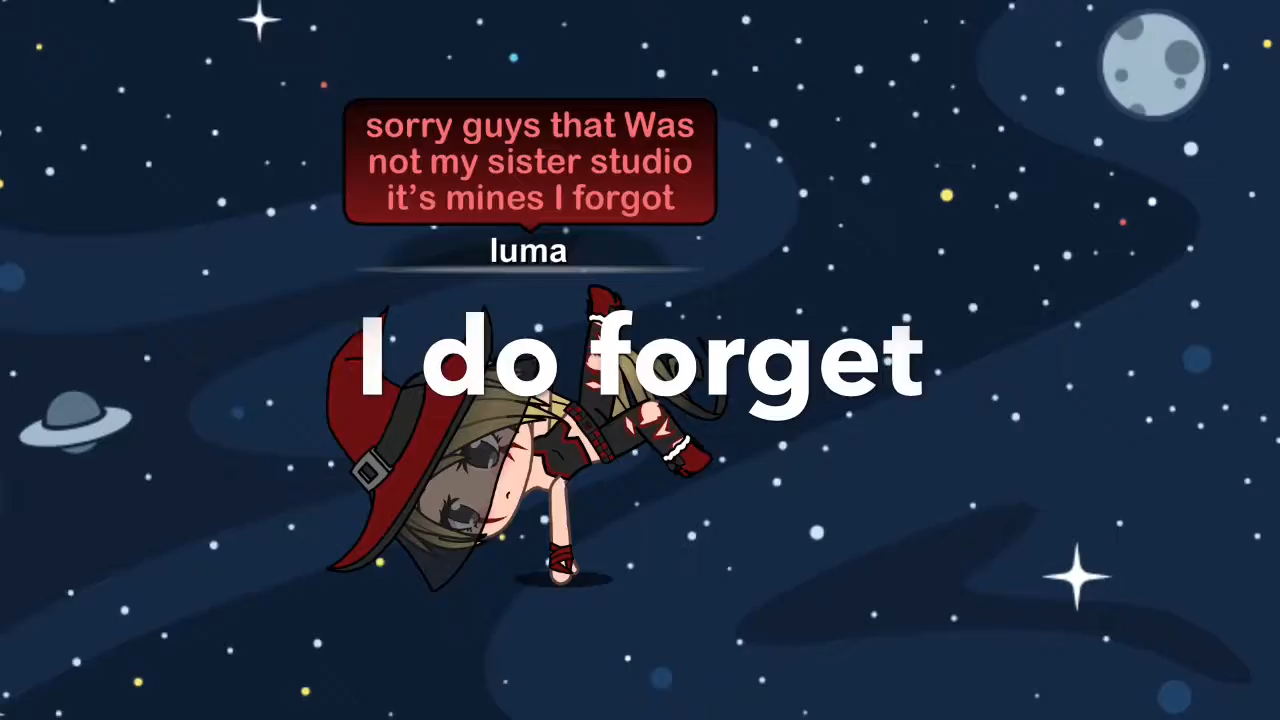 sorry guys that Was
not my sister studio
it’s mines I forgot
luma
I do forget